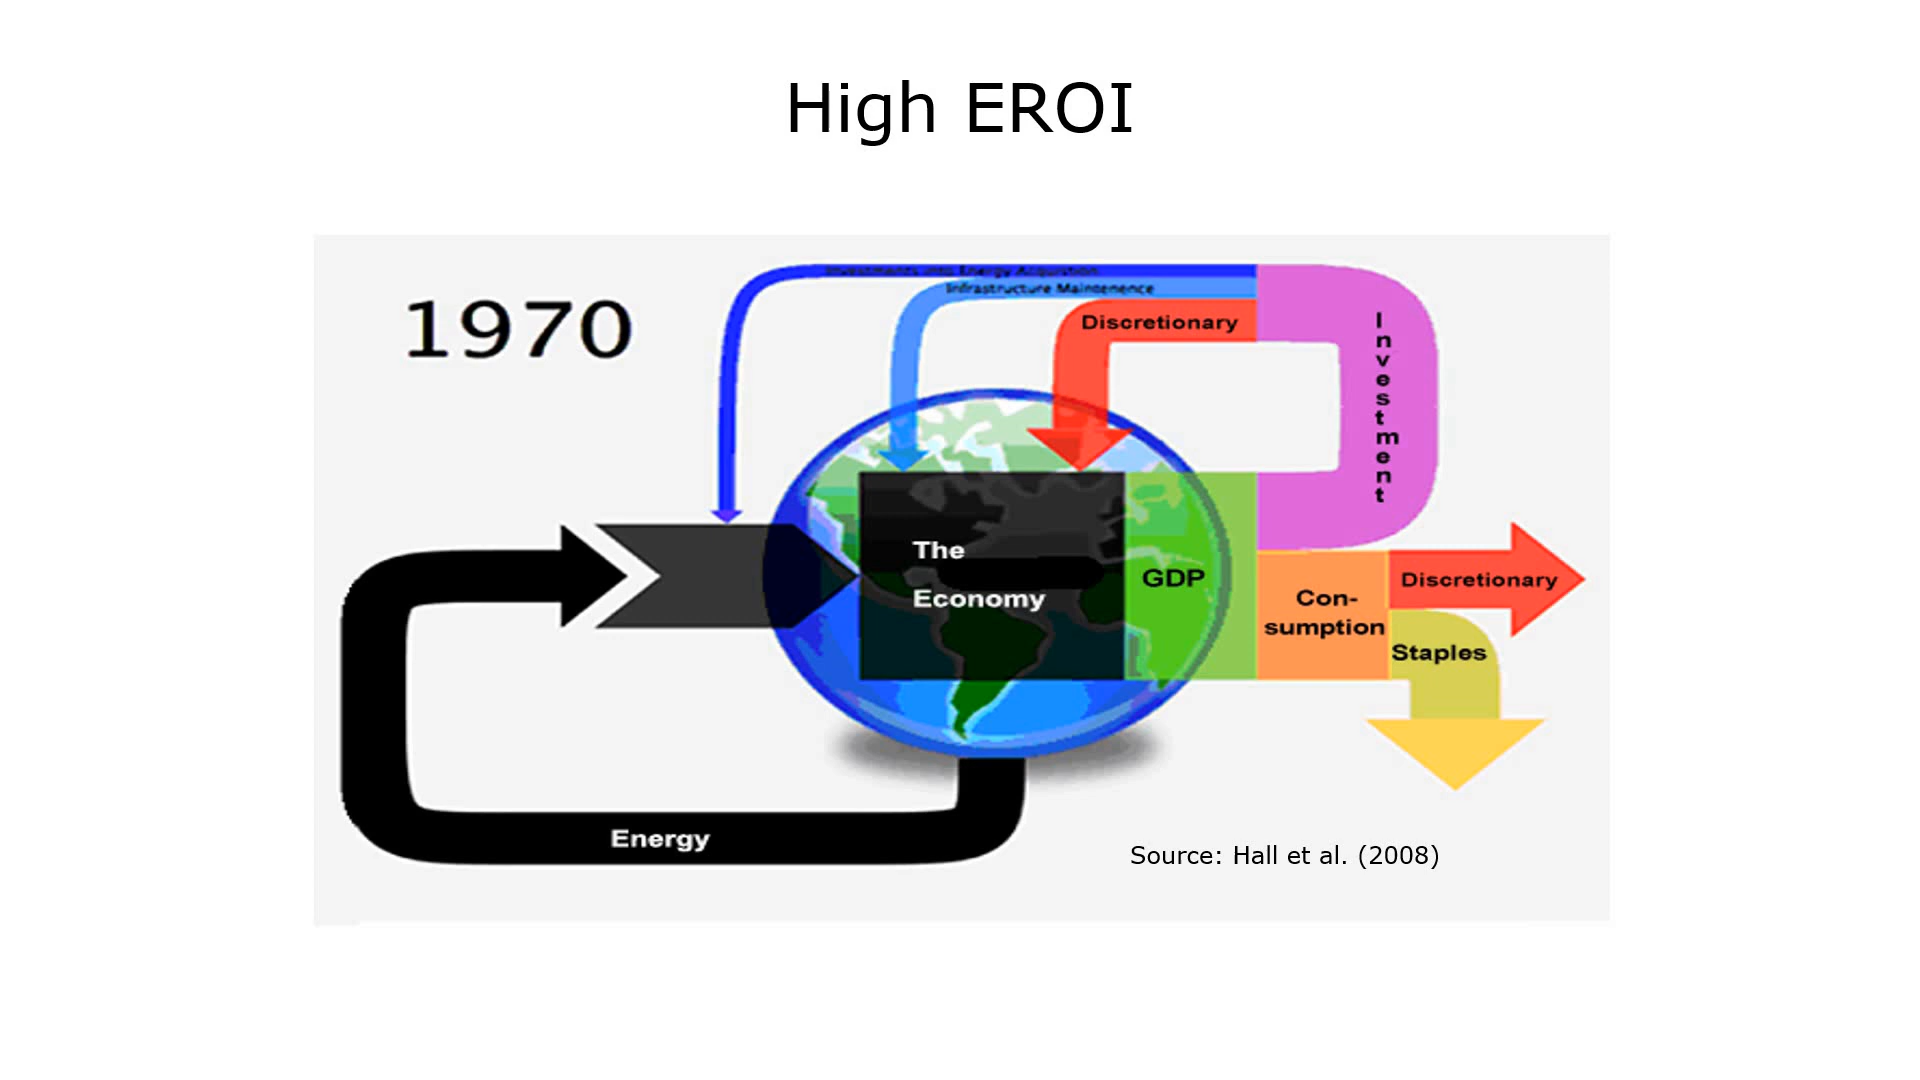 High EROI
1970
Investments into Energy Acquistion
Infrastructure Maintenence
Discretionary
Investment
The
Economy
GDP
Con-
sumption
Discretionary
Staples
Energy
Source: Hall et al. (2008)